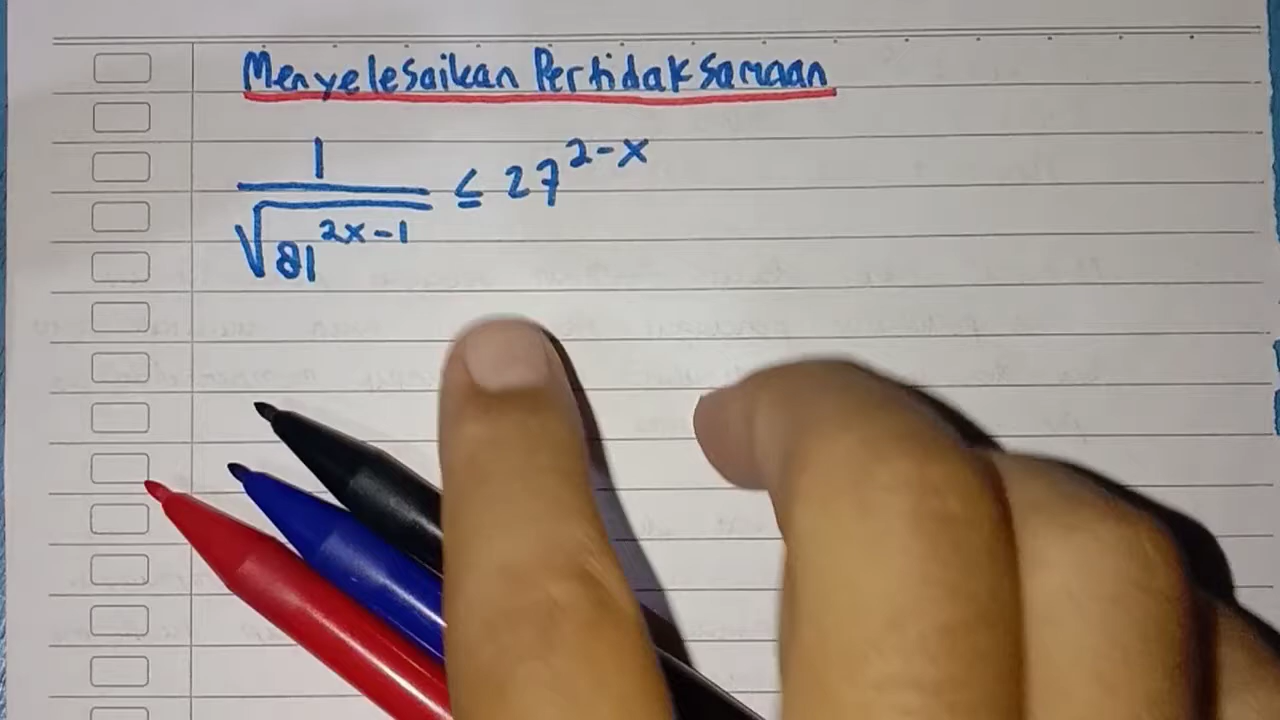 Menyelesaikan Pertidaksamaan
1/√(81^(2x-1)) ≤ 27^(2-x)